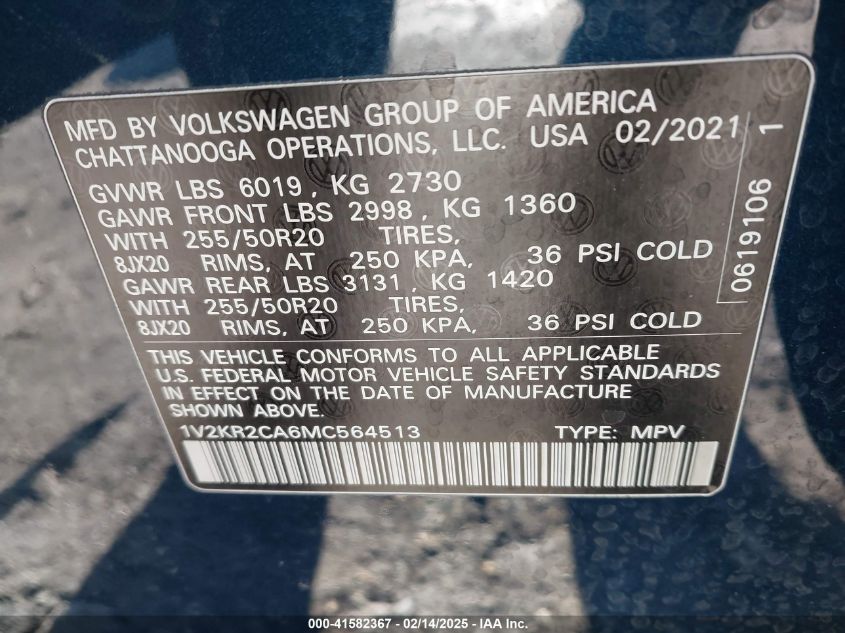 MFD BY VOLKSWAGEN GROUP OF AMERICA
CHATTANOOGA OPERATIONS, LLC. USA 02/2021
GVWR LBS 6019, KG 2730
GAWR FRONT LBS 2998, KG 1360
WITH 255/50R20 TIRES,
8JX20 RIMS, AT 250 KPA, 36 PSI COLD
GAWR REAR LBS 3131, KG 1420
WITH 255/50R20 TIRES,
8JX20 RIMS, AT 250 KPA, 36 PSI COLD
0619106 1
THIS VEHICLE CONFORMS TO ALL APPLICABLE
U.S. FEDERAL MOTOR VEHICLE SAFETY STANDARDS
IN EFFECT ON THE DATE OF MANUFACTURE
SHOWN ABOVE.
1V2KR2CA6MC564513 TYPE: MPV
000-41582367 - 02/14/2025 - IAA Inc.